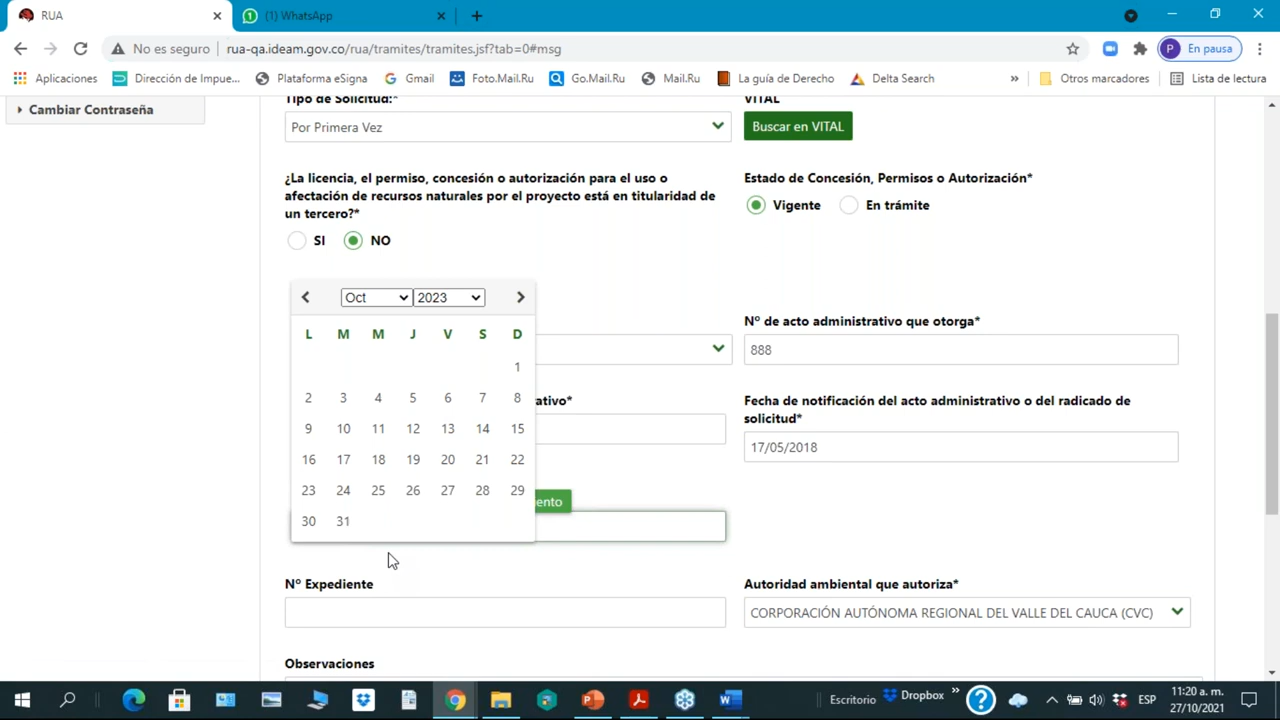 RUA
(1) WhatsApp
No es seguro
rua-qa.ideam.gov.co/rua/tramites/tramites.jsf?tab=0#msg
P En pausa
Aplicaciones
Dirección de Impue...
Plataforma eSigna
Gmail
Foto.Mail.Ru
Go.Mail.Ru
Mail.Ru
La guía de Derecho
Delta Search
»
Otros marcadores
Lista de lectura
Cambiar Contraseña
Tipo de Solicitud:*
VITAL
Por Primera Vez
Buscar en VITAL
¿La licencia, el permiso, concesión o autorización para el uso o
afectación de recursos naturales por el proyecto está en titularidad de
un tercero?*
SI NO
Estado de Concesión, Permisos o Autorización*
Vigente En trámite
Oct 2023
L M M J V S D
1
2 3 4 5 6 7 8
9 10 11 12 13 14 15
16 17 18 19 20 21 22
23 24 25 26 27 28 29
30 31
Nº de acto administrativo que otorga*
888
ativo*
Fecha de notificación del acto administrativo o del radicado de
solicitud*
17/05/2018
ento
Nº Expediente
Autoridad ambiental que autoriza*
CORPORACIÓN AUTÓNOMA REGIONAL DEL VALLE DEL CAUCA (CVC)
Observaciones
Escritorio
Dropbox
»
ESP
11:20 a. m.
27/10/2021